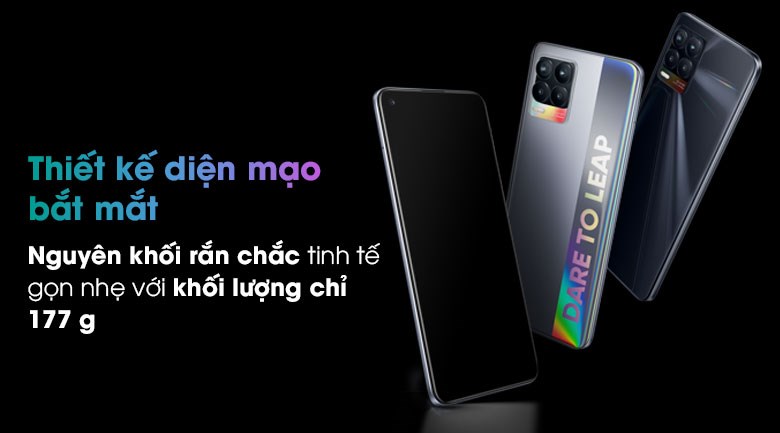 Thiết kế diện mạo
bắt mắt
Nguyên khối rắn chắc tinh tế
gọn nhẹ với khối lượng chỉ
177 g
DARE TO LEAP